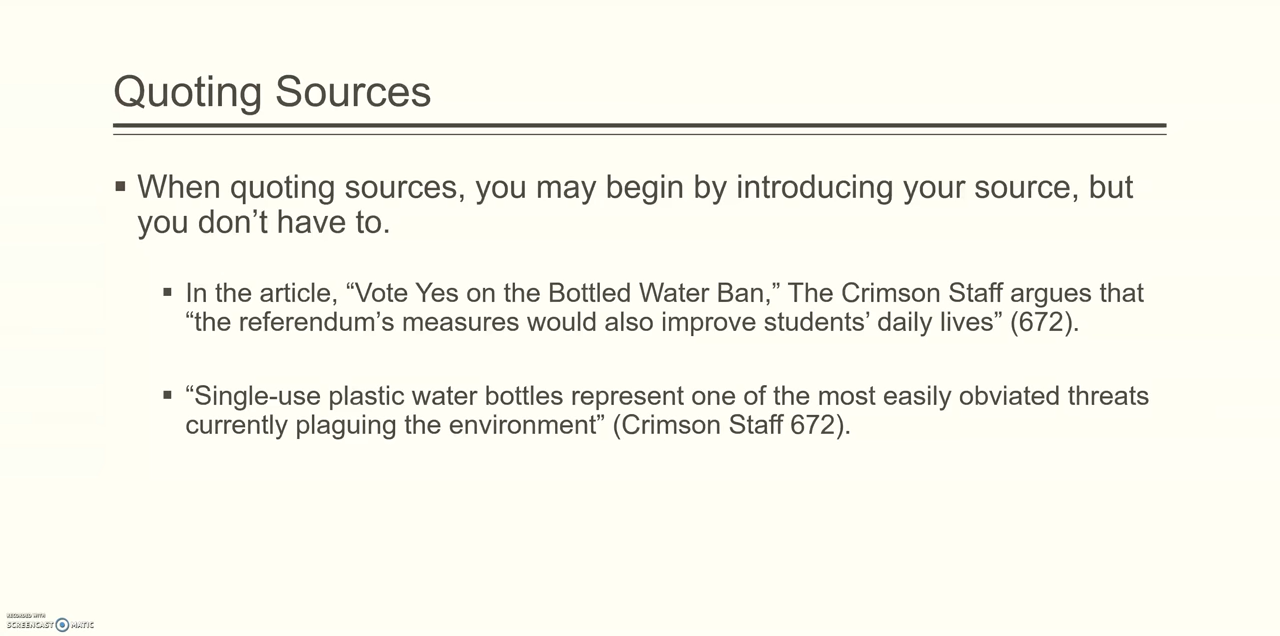 Quoting Sources
▪ When quoting sources, you may begin by introducing your source, but
you don’t have to.
▪ In the article, “Vote Yes on the Bottled Water Ban,” The Crimson Staff argues that
“the referendum’s measures would also improve students’ daily lives” (672).
▪ “Single-use plastic water bottles represent one of the most easily obviated threats
currently plaguing the environment” (Crimson Staff 672).
RECORDED WITH
SCREENCAST MATIC